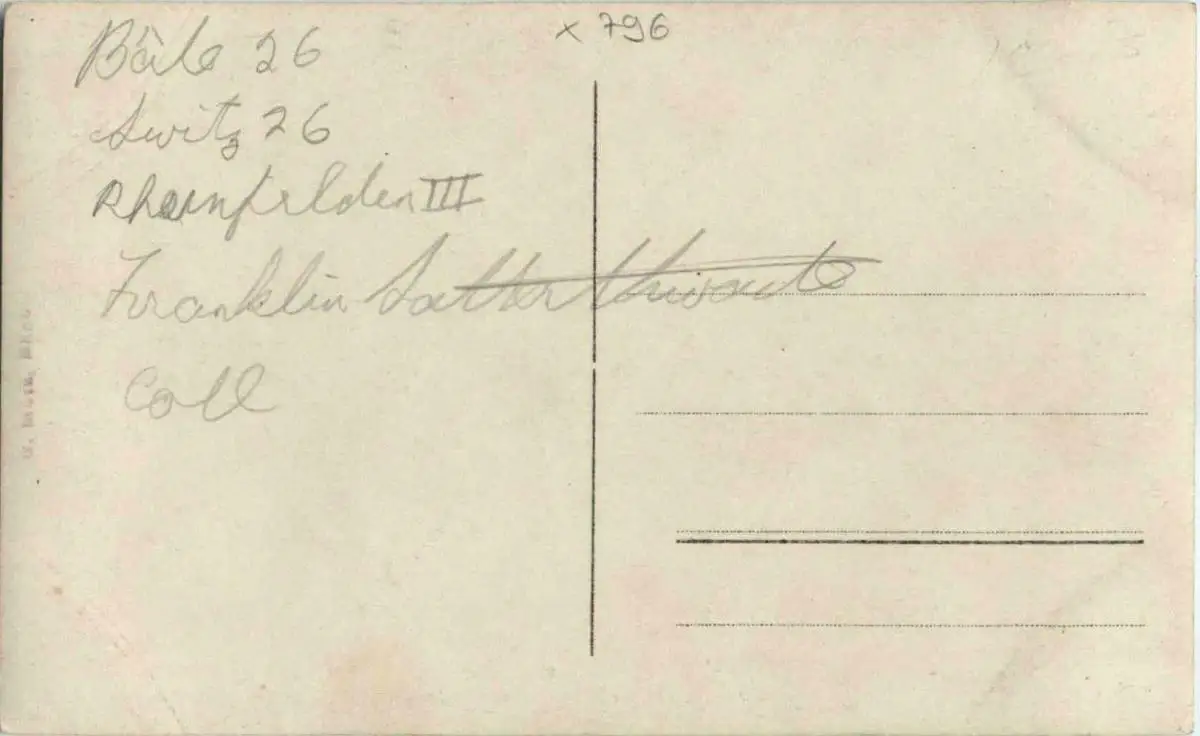 x 796
Bâle 26
Switz 26
Rheinfelden III
Franklin Satterthwaite
Coll